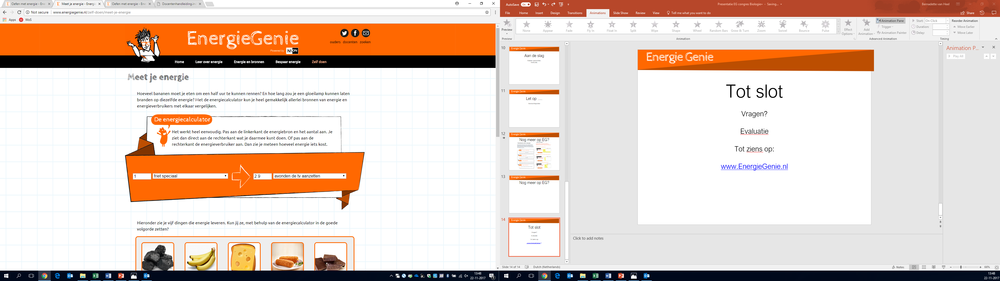 Oefen met energie - Ene
Meet je energie - Energie
Oefen met energie - Ene
Docentenhandleiding.inc
Not secure
www.energiegenie.nl/zelf-doen/meet-je-energie
Apps
WoS
EnergieGenie
Powered by NLON
ouders docenten zoeken
Home
Leer over energie
Energie en bronnen
Bespaar energie
Zelf doen
Meet je energie
Hoeveel bananen moet je eten om een half uur te kunnen rennen? En hoe lang zou je een gloeilamp kunnen laten
branden op diezelfde energie? Met de energiecalculator kun je heel gemakkelijk allerlei bronnen van energie en
energieverbruikers met elkaar vergelijken.
De energiecalculator
Het werkt heel eenvoudig. Pas aan de linkerkant de energiebron en het aantal aan. Je
ziet dan direct aan de rechterkant wat je daarmee kunt doen. Of pas aan de
rechterkant de energieverbruiker aan. Dan zie je meteen hoeveel energie iets kost.
1
friet speciaal
2.9
avonden de tv aanzetten
Hieronder zie je vijf dingen die energie leveren. Kun jij ze, met behulp van de energiecalculator in de goede
volgorde zetten?
13:48
22-11-2017
1
AutoSave
On
Presentatie EG congres Biologie+ - Saving...
Bernadette van Heel
File
Home
Insert
Design
Transitions
Animations
Slide Show
Review
View
Tell me what you want to do
Share
Preview
Preview
None
Appear
Fade
Fly In
Float In
Split
Wipe
Shape
Wheel
Random Bars
Grow & Turn
Zoom
Swivel
Bounce
Pulse
Animation
Effect
Options
Add
Animation
Animation Pane
Trigger
Animation Painter
Advanced Animation
Start: On Click
Duration:
Delay:
Reorder Animation
Move Earlier
Move Later
Timing
10
Energie Genie
Aan de slag
11
Energie Genie
Let op ....
12
Energie Genie
Nog meer op EG?
13
Energie Genie
Nog meer op EG?
14
Energie Genie
Tot slot
Vragen?
Evaluatie
Tot ziens op:
www.EnergieGenie.nl
Energie Genie
Tot slot
Vragen?
Evaluatie
Tot ziens op:
www.EnergieGenie.nl
Animation P...
Play All
Click to add notes
Slide 14 of 14
Dutch (Netherlands)
Notes
66%
13:48
22-11-2017